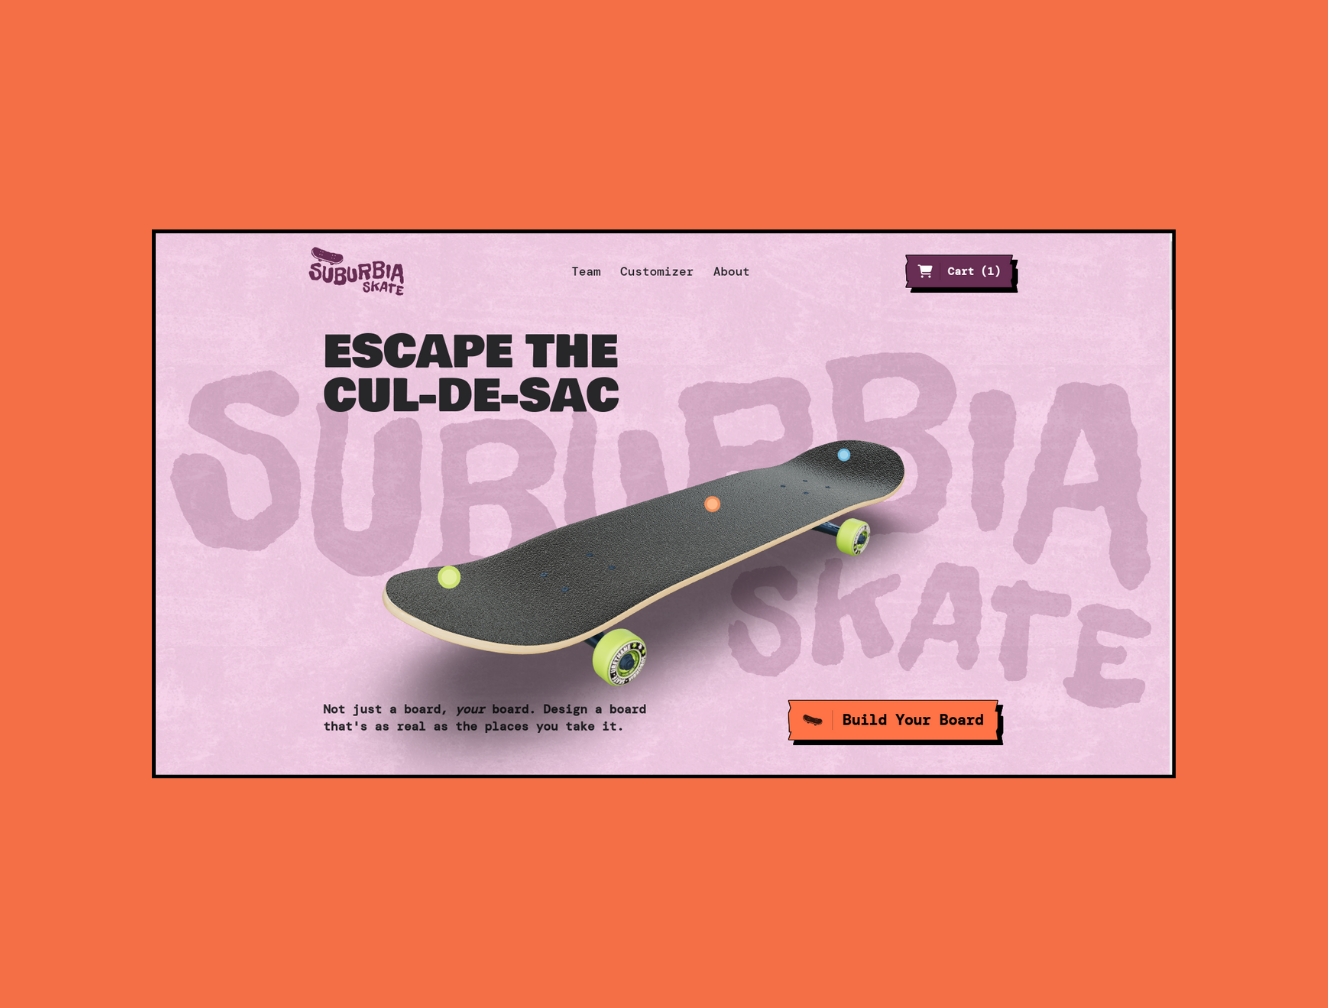 SUBURBIA
SKATE
Team Customizer About
Cart (1)
ESCAPE THE
CUL-DE-SAC
SUBURBIA
SKATE
Not just a board, your board. Design a board
that's as real as the places you take it.
Build Your Board